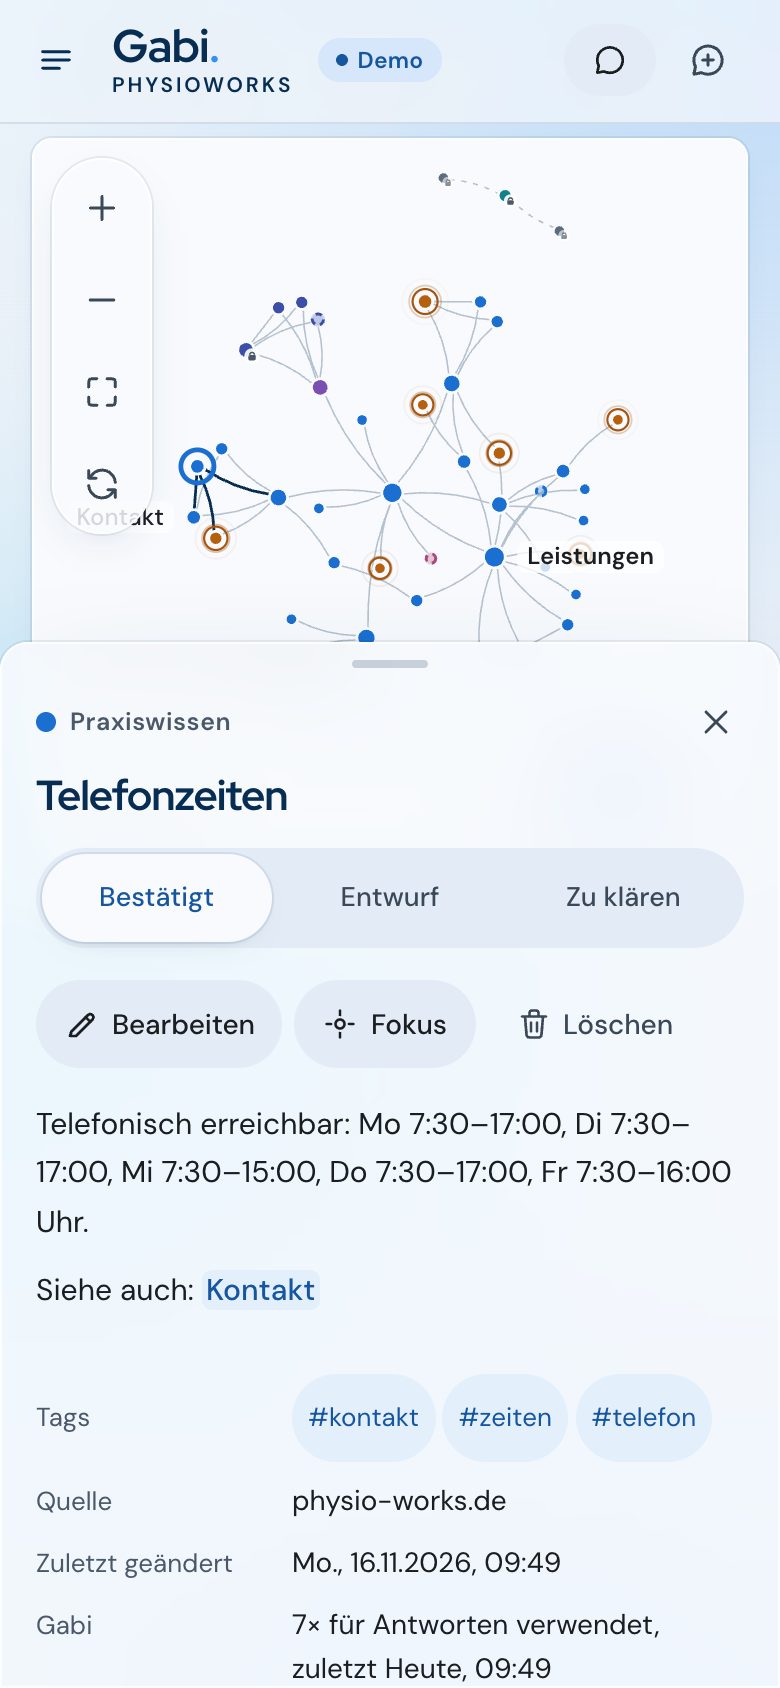 Gabi.
PHYSIOWORKS
Demo
Kontakt
Leistungen
Praxiswissen
Telefonzeiten
Bestätigt
Entwurf
Zu klären
Bearbeiten
Fokus
Löschen
Telefonisch erreichbar: Mo 7:30–17:00, Di 7:30–
17:00, Mi 7:30–15:00, Do 7:30–17:00, Fr 7:30–16:00
Uhr.
Siehe auch: Kontakt
Tags #kontakt #zeiten #telefon
Quelle physio-works.de
Zuletzt geändert Mo., 16.11.2026, 09:49
Gabi 7× für Antworten verwendet,
zuletzt Heute, 09:49